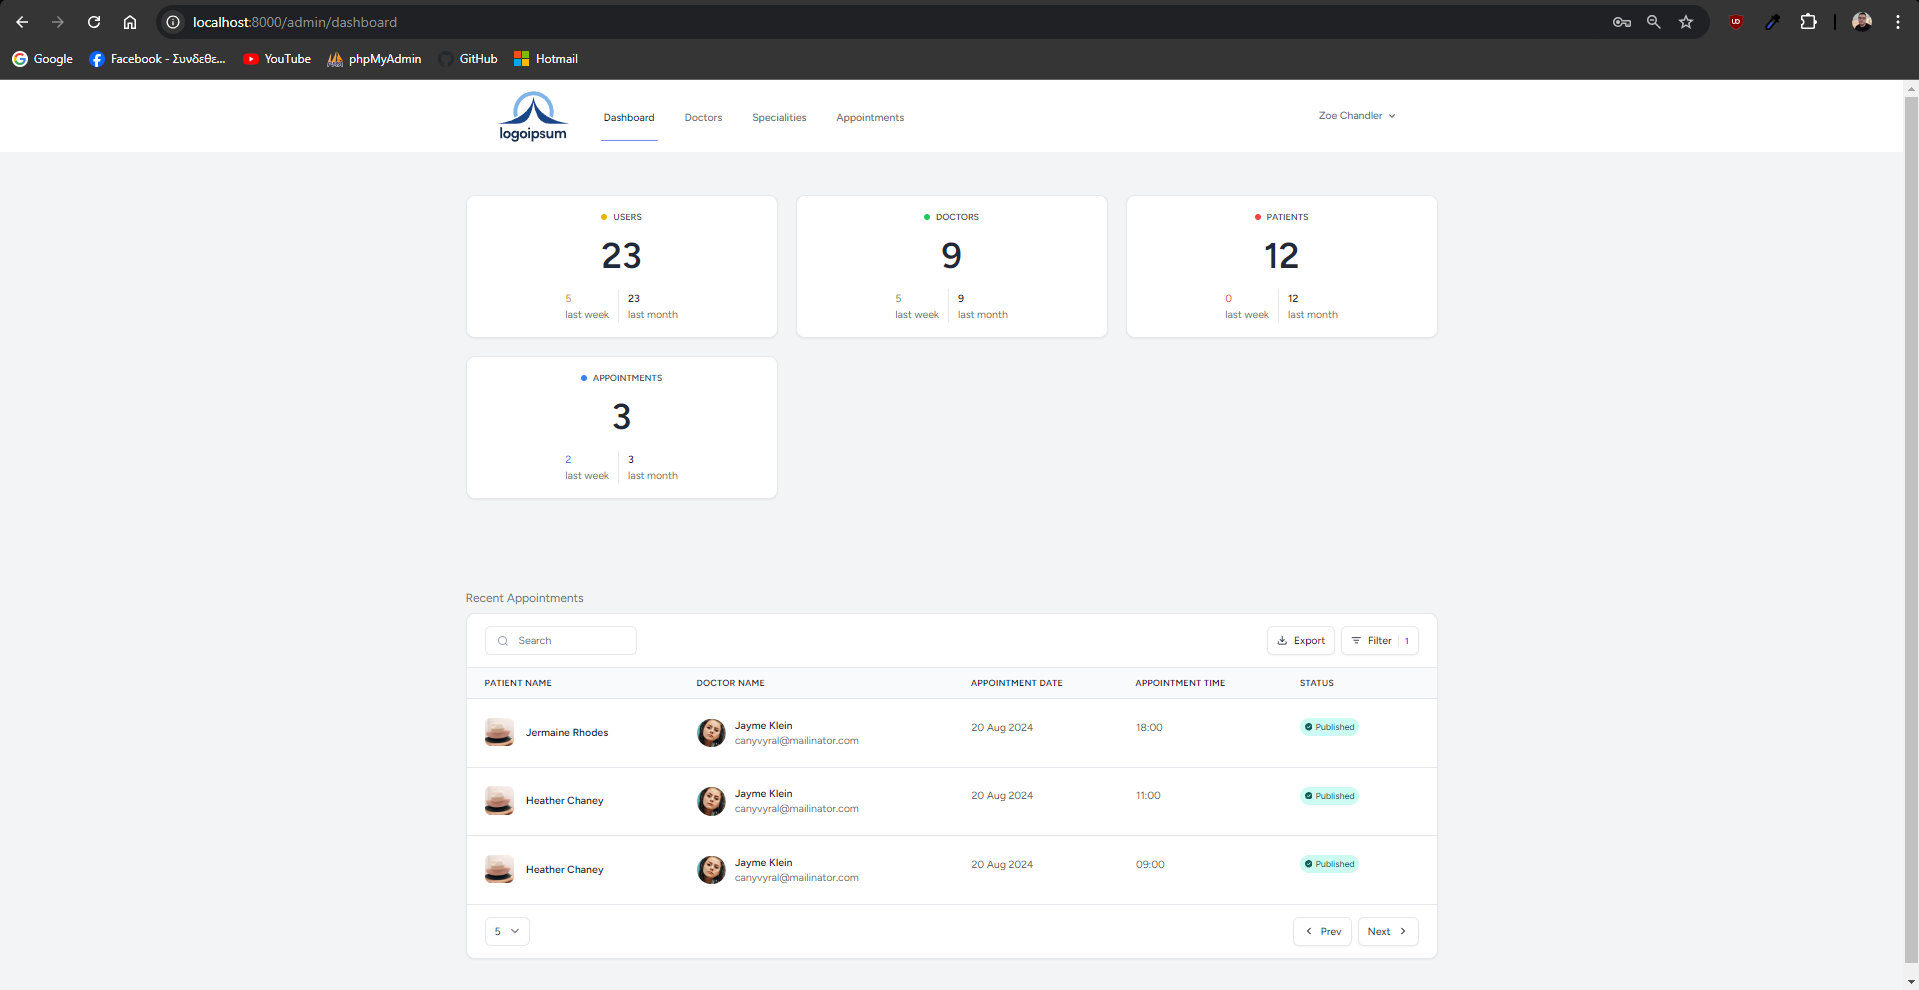 localhost:8000/admin/dashboard
Google Facebook - Συνδεθε... YouTube phpMyAdmin GitHub Hotmail
logoipsum
Dashboard Doctors Specialities Appointments Zoe Chandler
USERS
23
5 23
last week last month
DOCTORS
9
5 9
last week last month
PATIENTS
12
0 12
last week last month
APPOINTMENTS
3
2 3
last week last month
Recent Appointments
Search Export Filter 1
PATIENT NAME DOCTOR NAME APPOINTMENT DATE APPOINTMENT TIME STATUS
Jermaine Rhodes Jayme Klein 20 Aug 2024 18:00 Published
canyvyral@mailinator.com
Heather Chaney Jayme Klein 20 Aug 2024 11:00 Published
canyvyral@mailinator.com
Heather Chaney Jayme Klein 20 Aug 2024 09:00 Published
canyvyral@mailinator.com
5 Prev Next